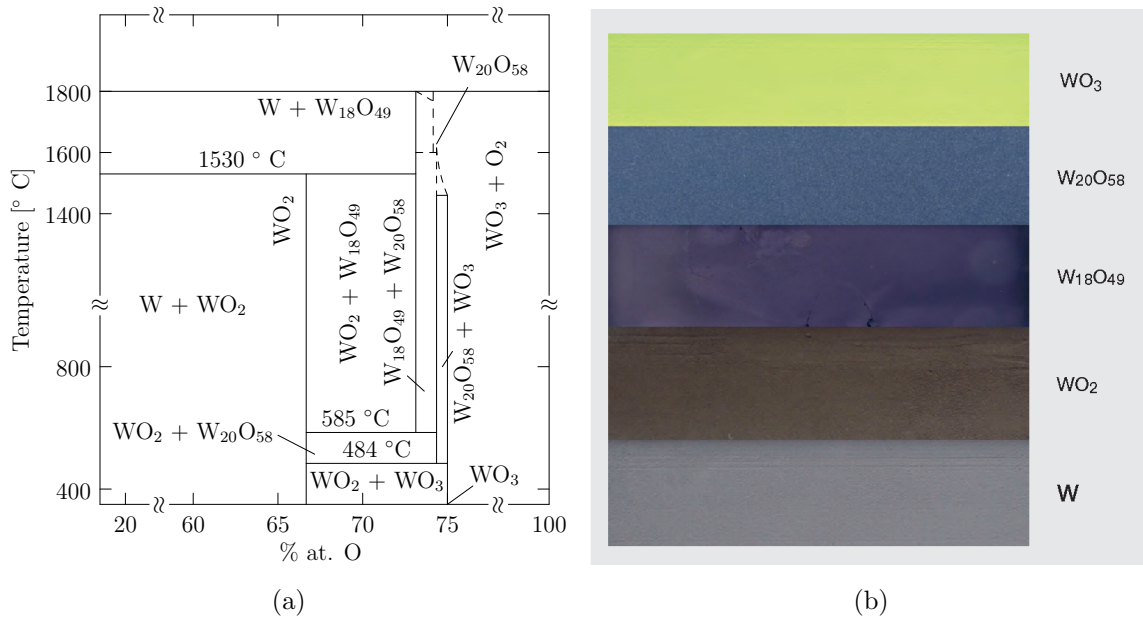 W₂₀O₅₈
1800
W + W₁₈O₄₉
1600
1530 ° C
1400
Temperature [° C]
WO₂
WO₂ + W₁₈O₄₉
W₁₈O₄₉ + W₂₀O₅₈
W₂₀O₅₈ + WO₃
WO₃ + O₂
W + WO₂
800
585 °C
WO₂ + W₂₀O₅₈
484 °C
WO₂ + WO₃
WO₃
400
20 60 65 70 75 100
% at. O
(a)
WO₃
W₂₀O₅₈
W₁₈O₄₉
WO₂
W
(b)